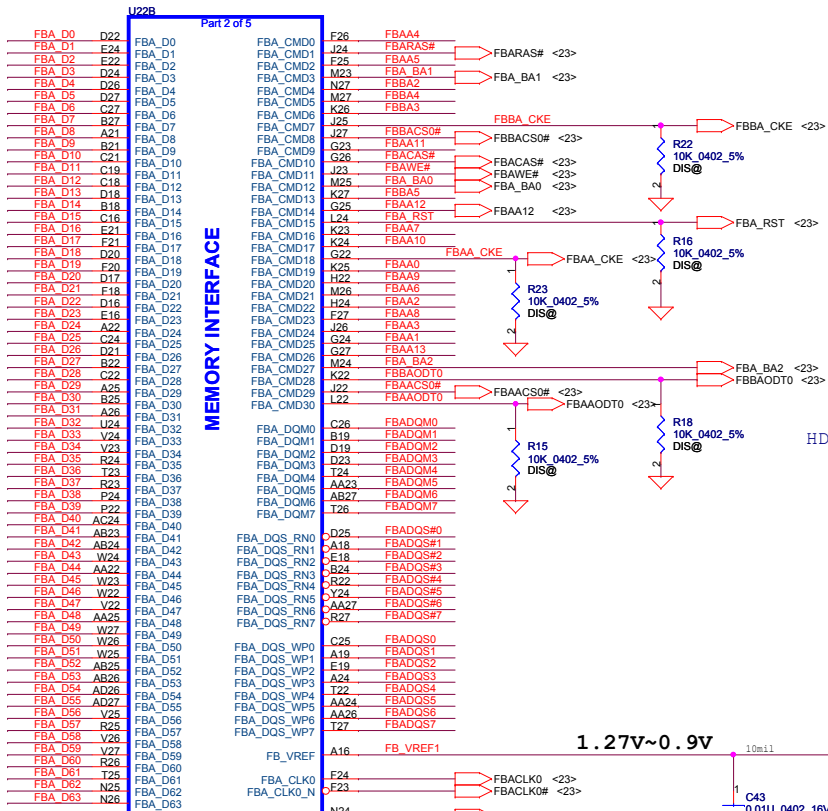 U22B
Part 2 of 5
MEMORY INTERFACE
FBA_D0 D22 FBA_D0 FBA_CMD0 F26 FBAA4
FBA_D1 E24 FBA_D1 FBA_CMD1 J24 FBARAS# FBARAS# <23>
FBA_D2 E22 FBA_D2 FBA_CMD2 F25 FBAA5
FBA_D3 D24 FBA_D3 FBA_CMD3 M23 FBA_BA1 FBA_BA1 <23>
FBA_D4 D26 FBA_D4 FBA_CMD4 N27 FBBA2
FBA_D5 D27 FBA_D5 FBA_CMD5 M27 FBBA4
FBA_D6 C27 FBA_D6 FBA_CMD6 K26 FBBA3
FBA_D7 B27 FBA_D7 FBA_CMD7 J25 FBBA_CKE FBBA_CKE <23>
FBA_D8 A21 FBA_D8 FBA_CMD8 J27 FBBACS0# FBBACS0# <23>
FBA_D9 B21 FBA_D9 FBA_CMD9 G23 FBAA11
FBA_D10 C21 FBA_D10 FBA_CMD10 G26 FBACAS# FBACAS# <23>
FBA_D11 C19 FBA_D11 FBA_CMD11 J23 FBAWE# FBAWE# <23>
FBA_D12 C18 FBA_D12 FBA_CMD12 M25 FBA_BA0 FBA_BA0 <23>
FBA_D13 D18 FBA_D13 FBA_CMD13 K27 FBBA5
FBA_D14 B18 FBA_D14 FBA_CMD14 G25 FBAA12 FBAA12 <23>
FBA_D15 C16 FBA_D15 FBA_CMD15 L24 FBA_RST FBA_RST <23>
FBA_D16 E21 FBA_D16 FBA_CMD16 K23 FBAA7
FBA_D17 F21 FBA_D17 FBA_CMD17 K24 FBAA10
FBA_D18 D20 FBA_D18 FBA_CMD18 G22 FBAA_CKE FBAA_CKE <23>
FBA_D19 F20 FBA_D19 FBA_CMD19 K25 FBAA0
FBA_D20 D17 FBA_D20 FBA_CMD20 H22 FBAA9
FBA_D21 F18 FBA_D21 FBA_CMD21 M26 FBAA6
FBA_D22 D16 FBA_D22 FBA_CMD22 H24 FBAA2
FBA_D23 E16 FBA_D23 FBA_CMD23 F27 FBAA8
FBA_D24 A22 FBA_D24 FBA_CMD24 J26 FBAA3
FBA_D25 C24 FBA_D25 FBA_CMD25 G24 FBAA1
FBA_D26 D21 FBA_D26 FBA_CMD26 G27 FBAA13
FBA_D27 B22 FBA_D27 FBA_CMD27 M24 FBA_BA2 FBA_BA2 <23>
FBA_D28 C22 FBA_D28 FBA_CMD28 K22 FBBAODT0 FBBAODT0 <23>
FBA_D29 A25 FBA_D29 FBA_CMD29 J22 FBAACS0# FBAACS0# <23>
FBA_D30 B25 FBA_D30 FBA_CMD30 L22 FBAAODT0 FBAAODT0 <23>
FBA_D31 A26 FBA_D31
FBA_D32 U24 FBA_D32 FBA_DQM0 C26 FBADQM0
FBA_D33 V24 FBA_D33 FBA_DQM1 B19 FBADQM1
FBA_D34 V23 FBA_D34 FBA_DQM2 D19 FBADQM2
FBA_D35 R24 FBA_D35 FBA_DQM3 D23 FBADQM3
FBA_D36 T23 FBA_D36 FBA_DQM4 T24 FBADQM4
FBA_D37 R23 FBA_D37 FBA_DQM5 AA23 FBADQM5
FBA_D38 P24 FBA_D38 FBA_DQM6 AB27 FBADQM6
FBA_D39 P22 FBA_D39 FBA_DQM7 T26 FBADQM7
FBA_D40 AC24 FBA_D40
FBA_D41 AB23 FBA_D41 FBA_DQS_RN0 D25 FBADQS#0
FBA_D42 AB24 FBA_D42 FBA_DQS_RN1 A18 FBADQS#1
FBA_D43 W24 FBA_D43 FBA_DQS_RN2 E18 FBADQS#2
FBA_D44 AA22 FBA_D44 FBA_DQS_RN3 B24 FBADQS#3
FBA_D45 W23 FBA_D45 FBA_DQS_RN4 R22 FBADQS#4
FBA_D46 W22 FBA_D46 FBA_DQS_RN5 Y24 FBADQS#5
FBA_D47 V22 FBA_D47 FBA_DQS_RN6 AA27 FBADQS#6
FBA_D48 AA25 FBA_D48 FBA_DQS_RN7 R27 FBADQS#7
FBA_D49 W27 FBA_D49
FBA_D50 W26 FBA_D50 FBA_DQS_WP0 C25 FBADQS0
FBA_D51 W25 FBA_D51 FBA_DQS_WP1 A19 FBADQS1
FBA_D52 AB25 FBA_D52 FBA_DQS_WP2 E19 FBADQS2
FBA_D53 AB26 FBA_D53 FBA_DQS_WP3 A24 FBADQS3
FBA_D54 AD26 FBA_D54 FBA_DQS_WP4 T22 FBADQS4
FBA_D55 AD27 FBA_D55 FBA_DQS_WP5 AA24 FBADQS5
FBA_D56 V25 FBA_D56 FBA_DQS_WP6 AA26 FBADQS6
FBA_D57 R25 FBA_D57 FBA_DQS_WP7 T27 FBADQS7
FBA_D58 V26 FBA_D58
FBA_D59 V27 FBA_D59 FB_VREF A16 FB_VREF1
FBA_D60 R26 FBA_D60
FBA_D61 T25 FBA_D61 FBA_CLK0 F24 FBACLK0 <23>
FBA_D62 N25 FBA_D62 FBA_CLK0_N F23 FBACLK0# <23>
FBA_D63 N26 FBA_D63 N24
1
R22
10K_0402_5%
DIS@
2
1
R16
10K_0402_5%
DIS@
2
1
R23
10K_0402_5%
DIS@
2
1
R18
10K_0402_5%
DIS@
2
1
R15
10K_0402_5%
DIS@
2
HD
1.27V~0.9V
10mil
1
C43
0.01U_0402_16V